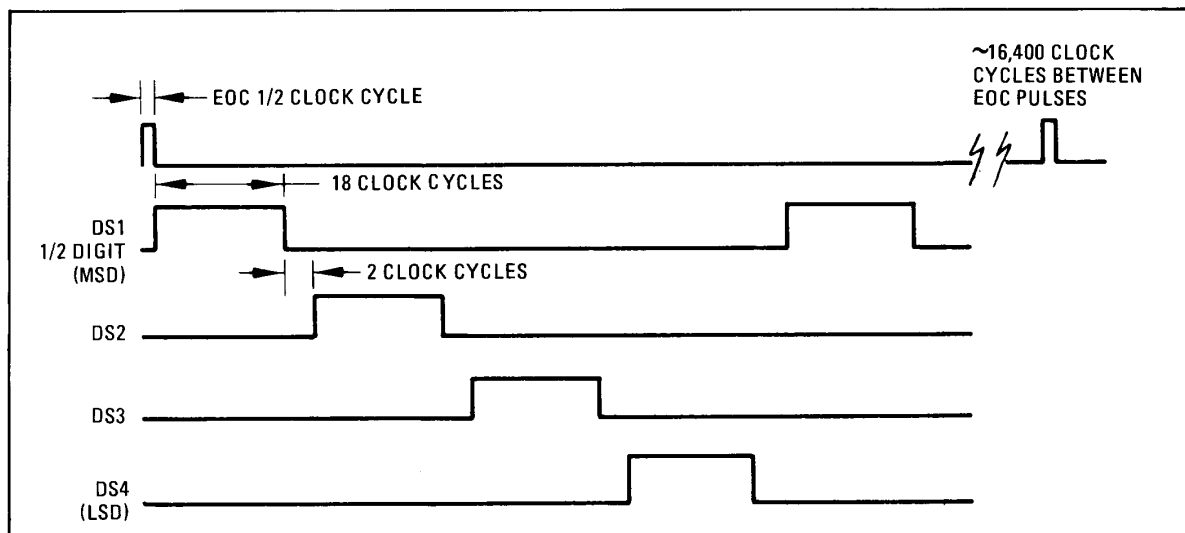 ~16,400 CLOCK
CYCLES BETWEEN
EOC PULSES
EOC 1/2 CLOCK CYCLE
18 CLOCK CYCLES
DS1
1/2 DIGIT
(MSD)
2 CLOCK CYCLES
DS2
DS3
DS4
(LSD)